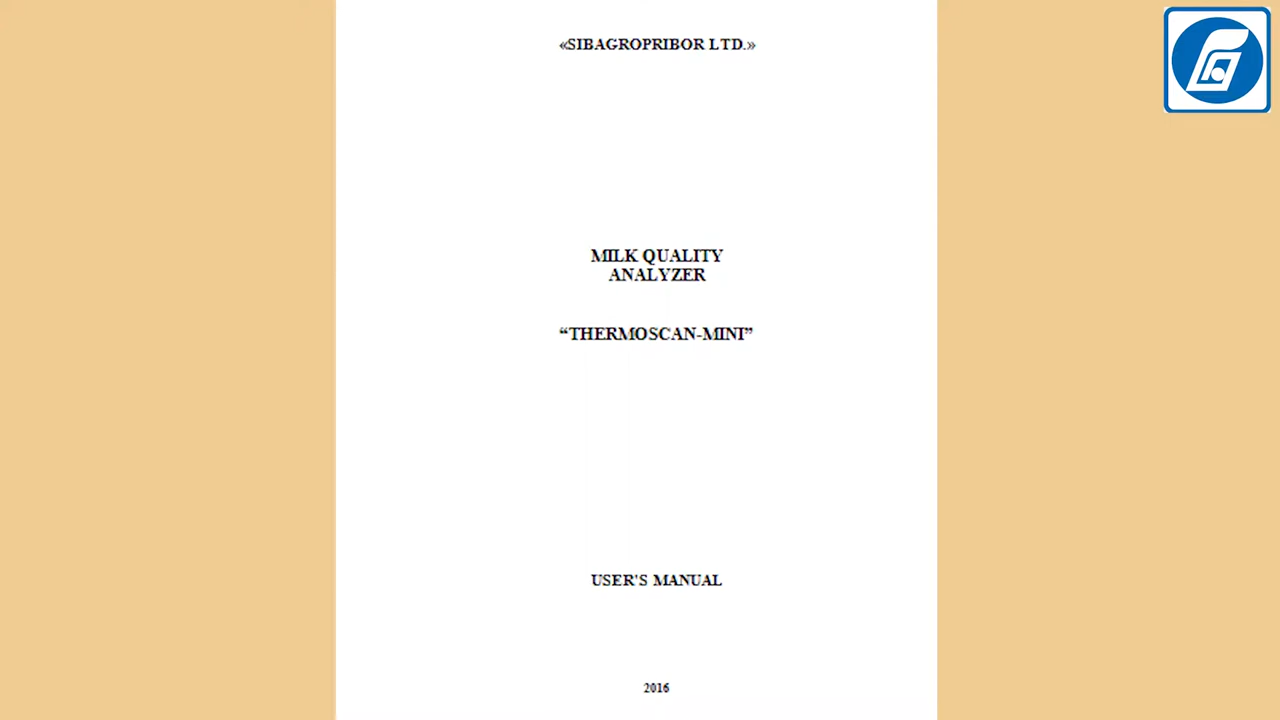 «SIBAGROPRIBOR LTD.»
MILK QUALITY
ANALYZER
“THERMOSCAN-MINI”
USER'S MANUAL
2016